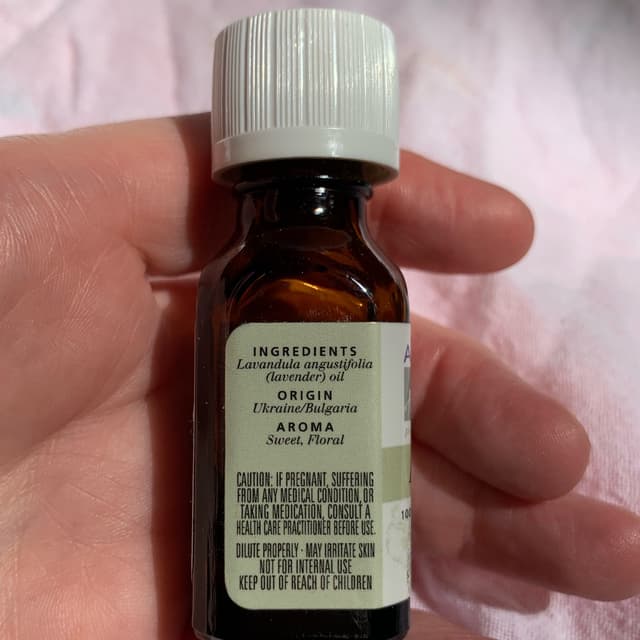 INGREDIENTS
Lavandula angustifolia
(lavender) oil
ORIGIN
Ukraine/Bulgaria
AROMA
Sweet, Floral
CAUTION: IF PREGNANT, SUFFERING
FROM ANY MEDICAL CONDITION, OR
TAKING MEDICATION, CONSULT A
HEALTH CARE PRACTITIONER BEFORE USE.
DILUTE PROPERLY · MAY IRRITATE SKIN
NOT FOR INTERNAL USE
KEEP OUT OF REACH OF CHILDREN